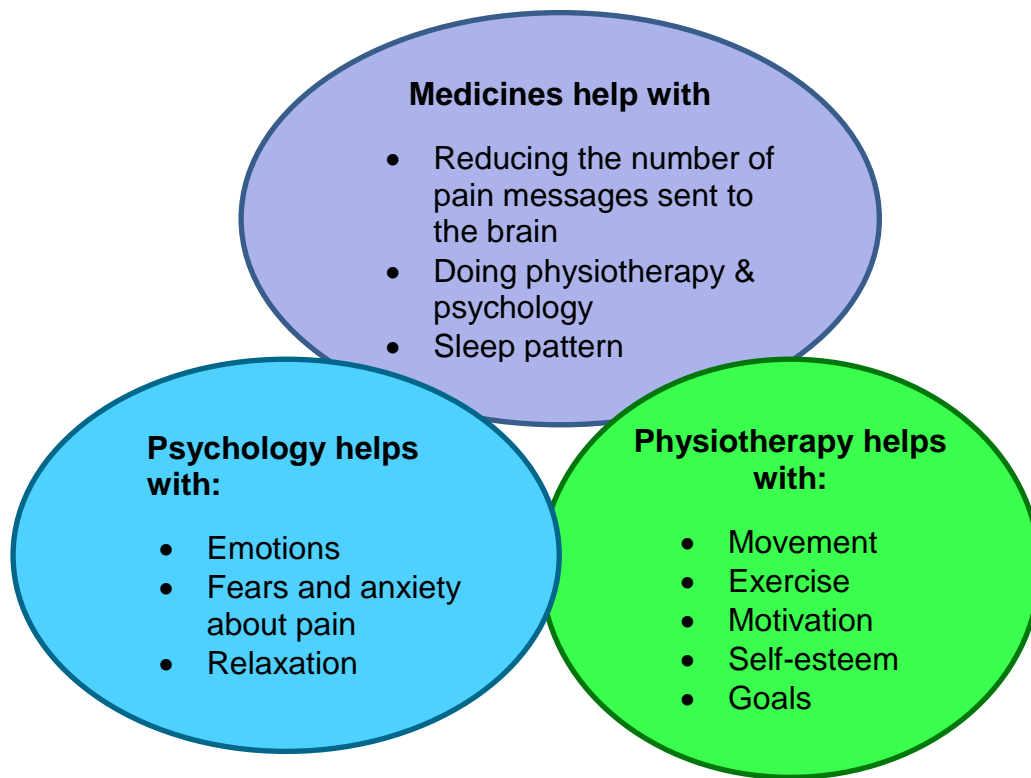 Medicines help with
• Reducing the number of
pain messages sent to
the brain
• Doing physiotherapy &
psychology
• Sleep pattern
Psychology helps
with:
• Emotions
• Fears and anxiety
about pain
• Relaxation
Physiotherapy helps
with:
• Movement
• Exercise
• Motivation
• Self-esteem
• Goals